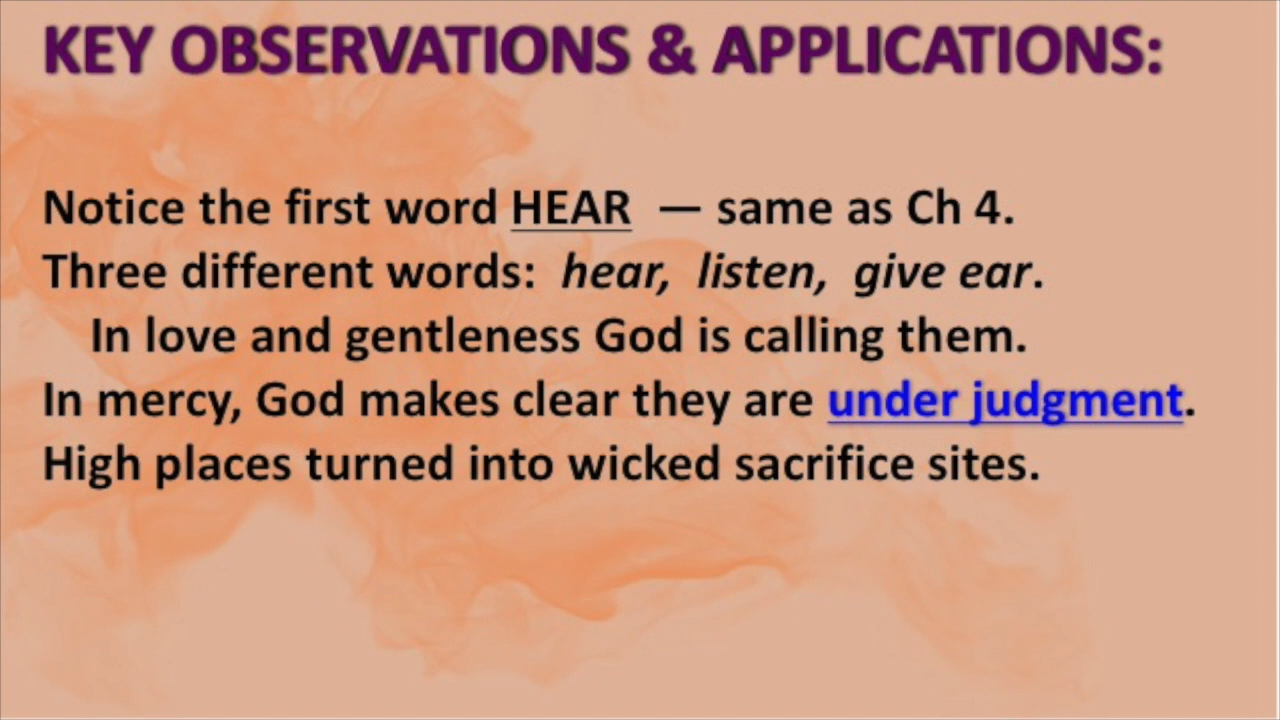 KEY OBSERVATIONS & APPLICATIONS:
Notice the first word HEAR — same as Ch 4.
Three different words: hear, listen, give ear.
In love and gentleness God is calling them.
In mercy, God makes clear they are under judgment.
High places turned into wicked sacrifice sites.